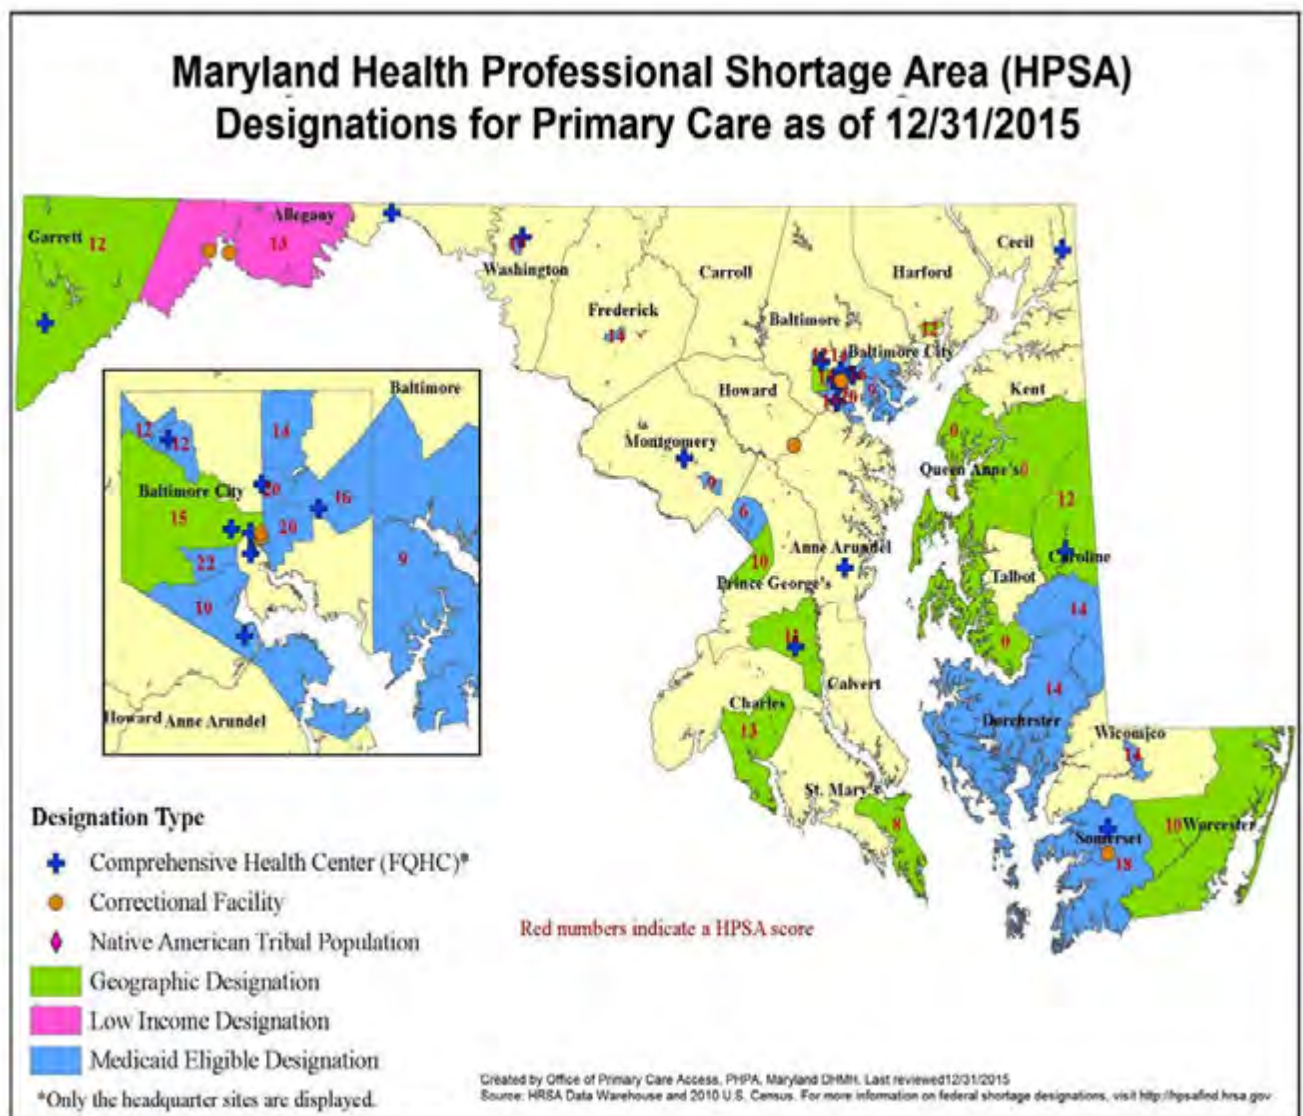 Maryland Health Professional Shortage Area (HPSA)
Designations for Primary Care as of 12/31/2015
Garrett 12
Allegany
13
Washington
Frederick
14
Carroll
Baltimore
Harford
12
Cecil
Baltimore City
9
Howard
Kent
Montgomery
9
6
10
Prince George's
Anne Arundel
0
Queen Anne's 0
12
Caroline
Talbot
14
0
14
Dorchester
Calvert
Charles
13
St. Mary's
8
Wicomico
14
Somerset
18
10 Worcester
Baltimore
12
12
14
Baltimore City
20
16
15
20
22
9
10
Howard Anne Arundel
Designation Type
Comprehensive Health Center (FQHC)*
Correctional Facility
Native American Tribal Population
Geographic Designation
Low Income Designation
Medicaid Eligible Designation
*Only the headquarter sites are displayed.
Red numbers indicate a HPSA score
Created by Office of Primary Care Access, PHPA, Maryland DHMH. Last reviewed12/31/2015
Source: HRSA Data Warehouse and 2010 U.S. Census. For more information on federal shortage designations, visit http://hpsafind.hrsa.gov